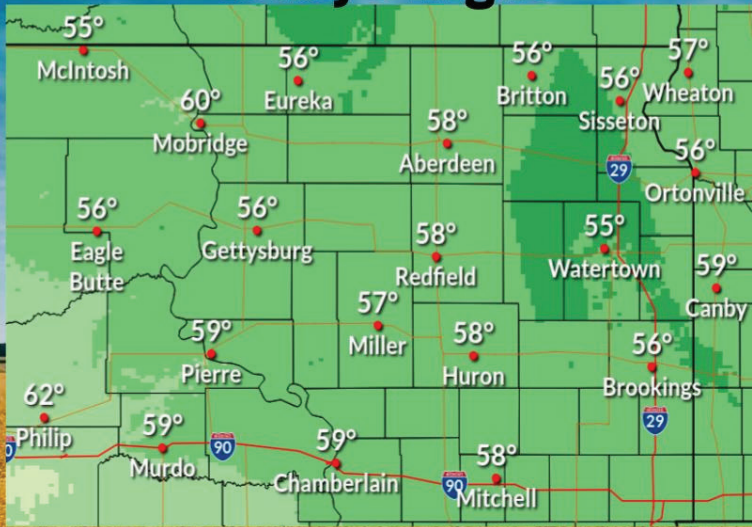 55°
McIntosh
56°
Eureka
56°
Britton
57°
Wheaton
56°
Sisseton
60°
Mobridge
58°
Aberdeen
29
56°
Ortonville
56°
Eagle
Butte
56°
Gettysburg
58°
Redfield
55°
Watertown
59°
Canby
57°
Miller
59°
Pierre
58°
Huron
56°
Brookings
62°
Philip
59°
Murdo
90
59°
Chamberlain
58°
Mitchell
90
29